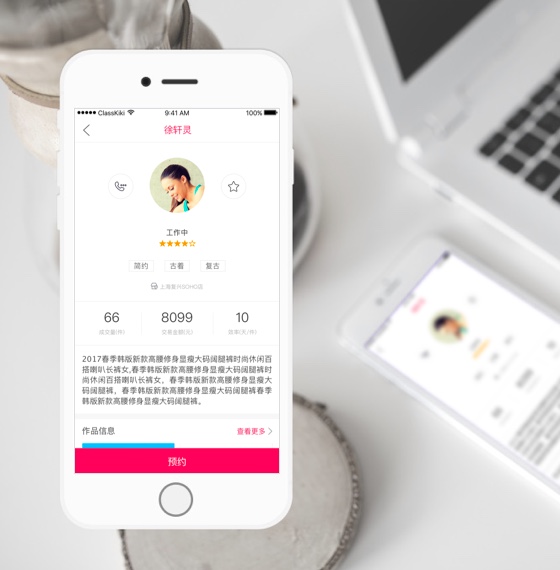 ●●●●● ClassKiki 9:41 AM 100%
徐轩灵
工作中
简约 古着 复古
上海嘉兴SOHO店
66 8099 10
成交量(件) 交易金额(元) 效率(天/件)
2017春季韩版新款高腰修身显瘦大码阔腿裤时尚休闲百
搭喇叭长裤女,春季韩版新款高腰修身显瘦大码阔腿裤时
尚休闲百搭喇叭长裤女，春季韩版新款高腰修身显瘦大
码阔腿裤，春季韩版新款高腰修身显瘦大码阔腿裤春季
韩版新款高腰修身显瘦大码阔腿裤。
作品信息 查看更多
预约